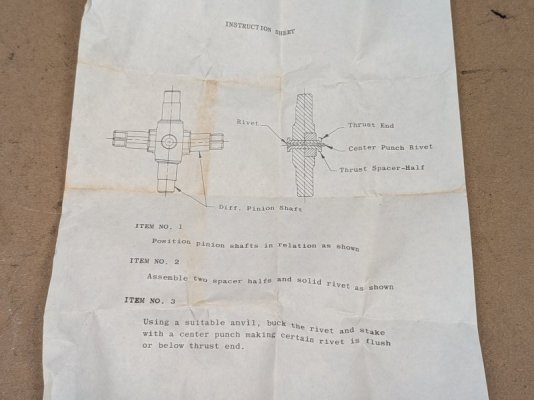 INSTRUCTION SHEET
Rivet
Thrust End
Center Punch Rivet
Thrust Spacer-Half
Diff. Pinion Shaft
ITEM NO. 1
Position pinion shafts in relation as shown
ITEM NO. 2
Assemble two spacer halfs and solid rivet as shown
ITEM NO. 3
Using a suitable anvil, buck the rivet and stake
with a center punch making certain rivet is flush
or below thrust end.